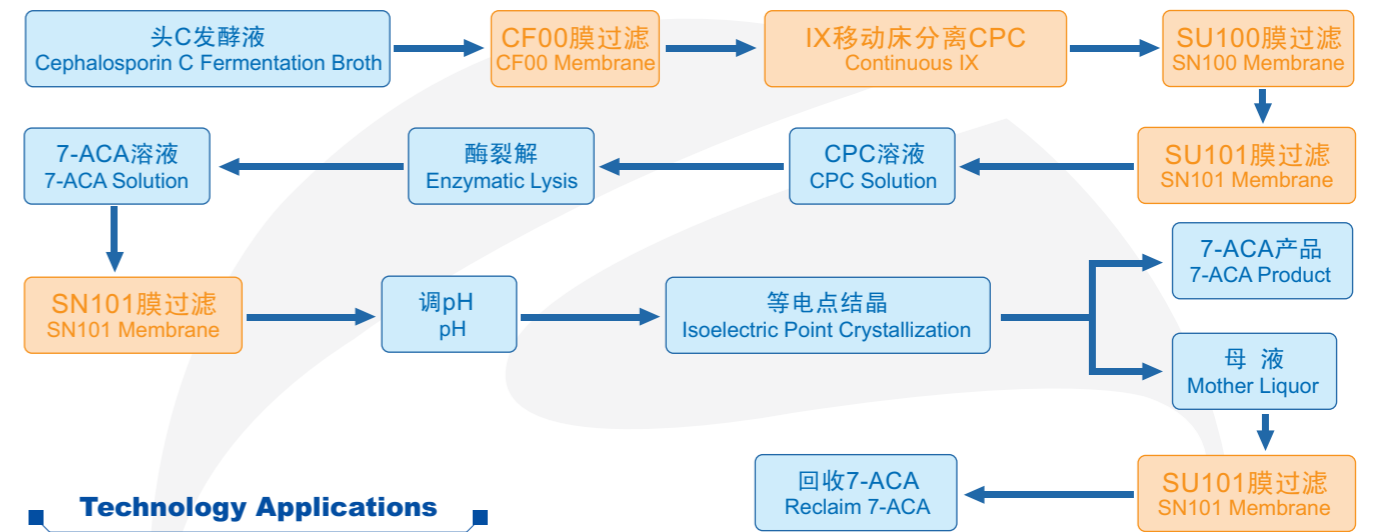 头C发酵液
Cephalosporin C Fermentation Broth
CF00膜过滤
CF00 Membrane
IX移动床分离CPC
Continuous IX
SU100膜过滤
SN100 Membrane
SU101膜过滤
SN101 Membrane
CPC溶液
CPC Solution
酶裂解
Enzymatic Lysis
7-ACA溶液
7-ACA Solution
SN101膜过滤
SN101 Membrane
调pH
pH
等电点结晶
Isoelectric Point Crystallization
7-ACA产品
7-ACA Product
母 液
Mother Liquor
SU101膜过滤
SN101 Membrane
回收7-ACA
Reclaim 7-ACA
Technology Applications